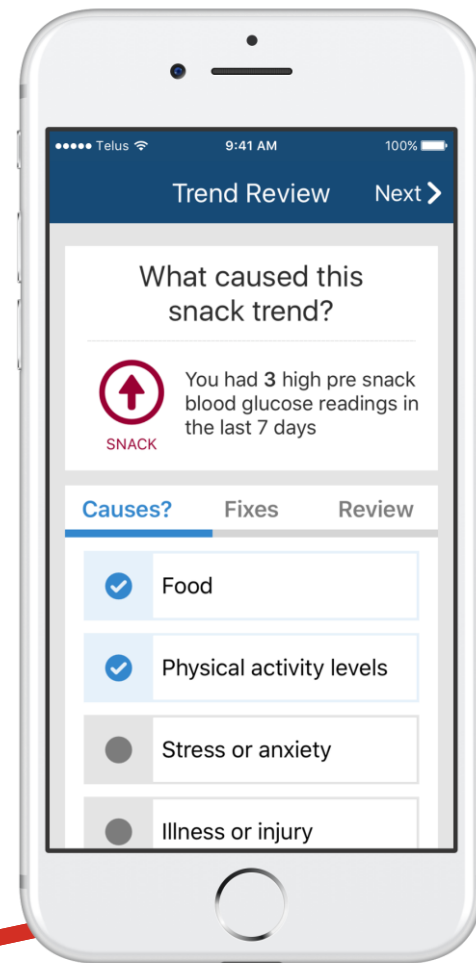 Telus 9:41 AM 100%
Trend Review Next
What caused this
snack trend?
You had 3 high pre snack
blood glucose readings in
the last 7 days
SNACK
Causes? Fixes Review
Food
Physical activity levels
Stress or anxiety
Illness or injury